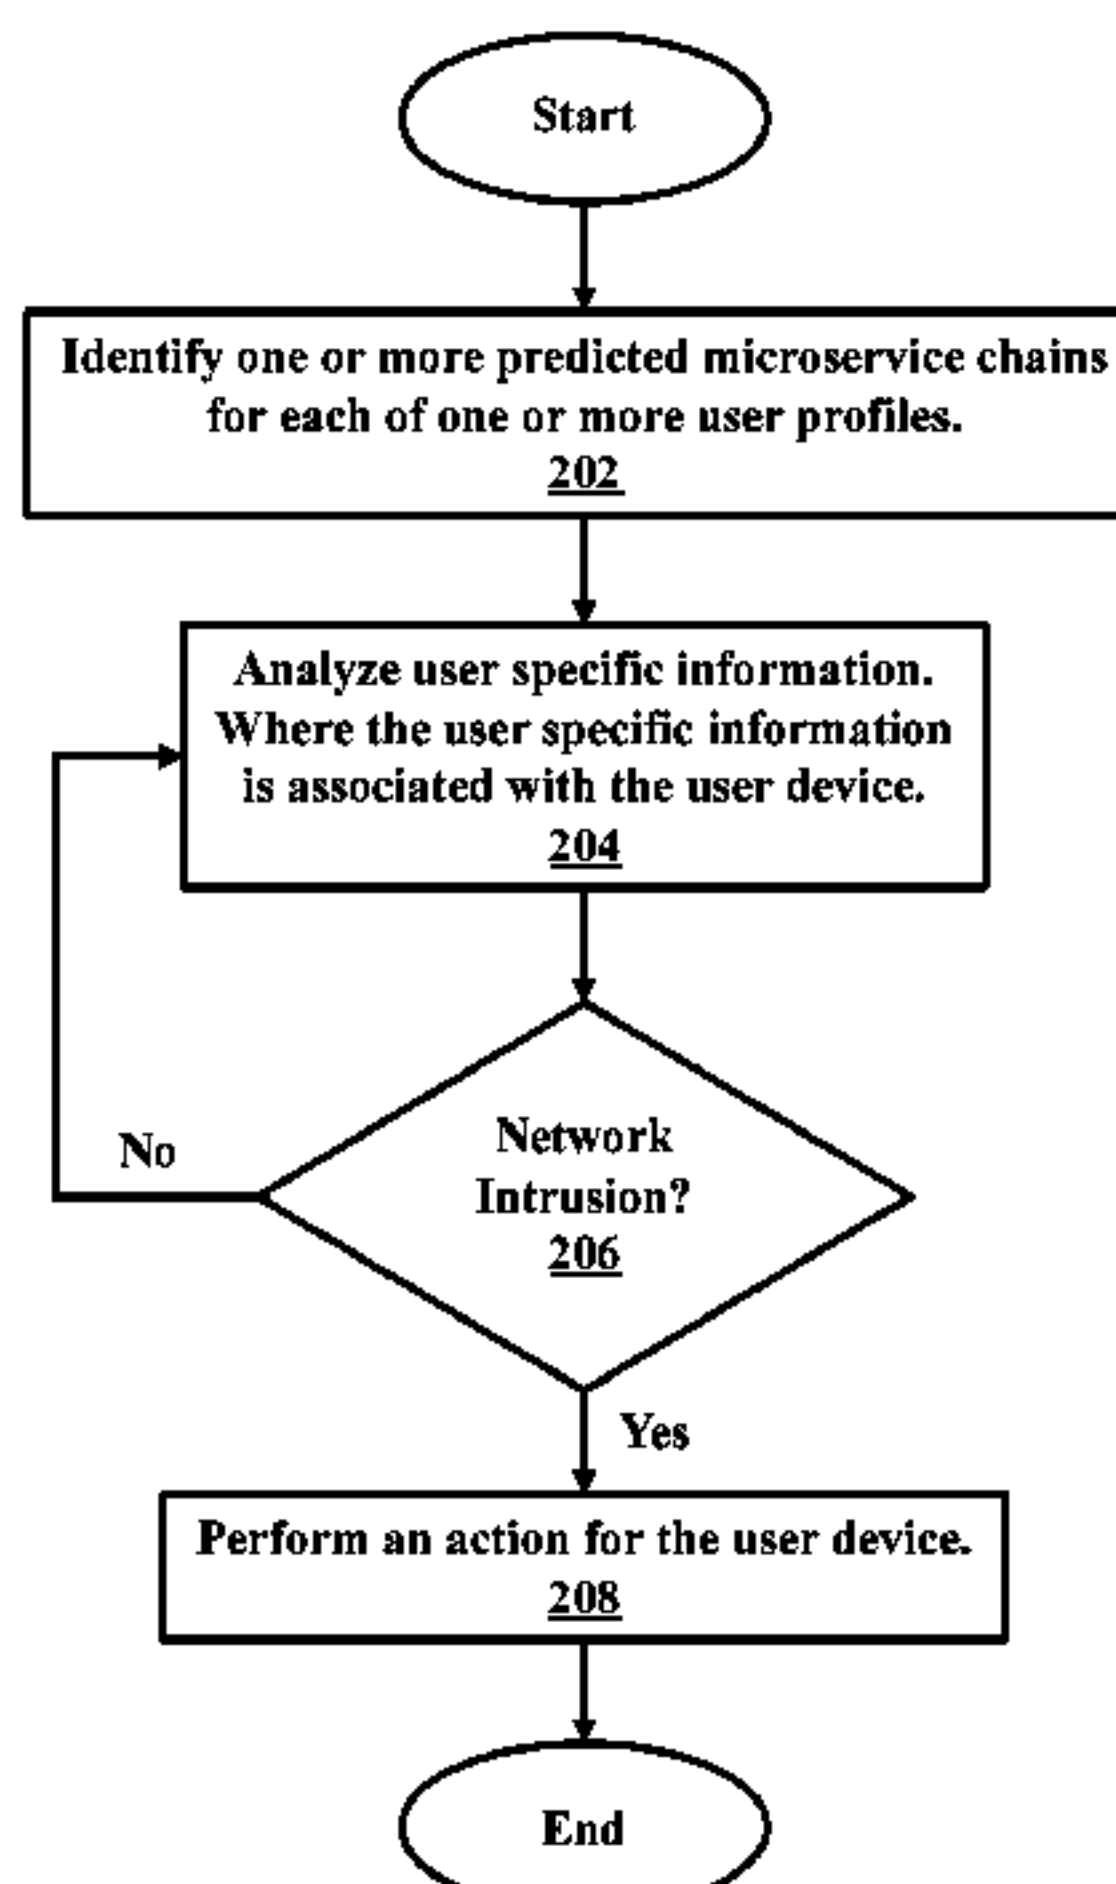 Start
Identify one or more predicted microservice chains
for each of one or more user profiles.
202
Analyze user specific information.
Where the user specific information
is associated with the user device.
204
Network
Intrusion?
206
No
Yes
Perform an action for the user device.
208
End